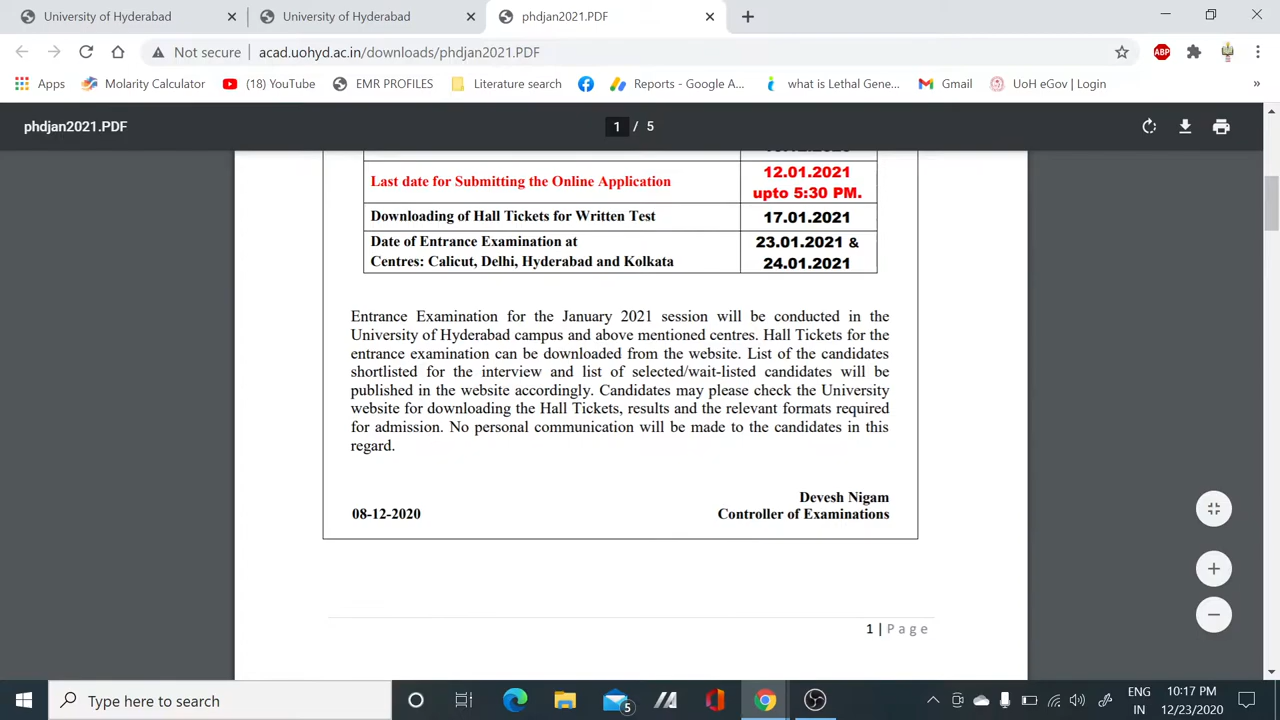 University of Hyderabad
University of Hyderabad
phdjan2021.PDF
Not secure
acad.uohyd.ac.in/downloads/phdjan2021.PDF
ABP
Apps
Molarity Calculator
(18) YouTube
EMR PROFILES
Literature search
Reports - Google A...
what is Lethal Gene...
Gmail
UoH eGov | Login
»
phdjan2021.PDF
1 / 5
Last date for Submitting the Online Application
12.01.2021
upto 5:30 PM.
Downloading of Hall Tickets for Written Test
17.01.2021
Date of Entrance Examination at
Centres: Calicut, Delhi, Hyderabad and Kolkata
23.01.2021 &
24.01.2021
Entrance Examination for the January 2021 session will be conducted in the
University of Hyderabad campus and above mentioned centres. Hall Tickets for the
entrance examination can be downloaded from the website. List of the candidates
shortlisted for the interview and list of selected/wait-listed candidates will be
published in the website accordingly. Candidates may please check the University
website for downloading the Hall Tickets, results and the relevant formats required
for admission. No personal communication will be made to the candidates in this
regard.
Devesh Nigam
08-12-2020
Controller of Examinations
1 | Page
Type here to search
5
ENG
IN
10:17 PM
12/23/2020